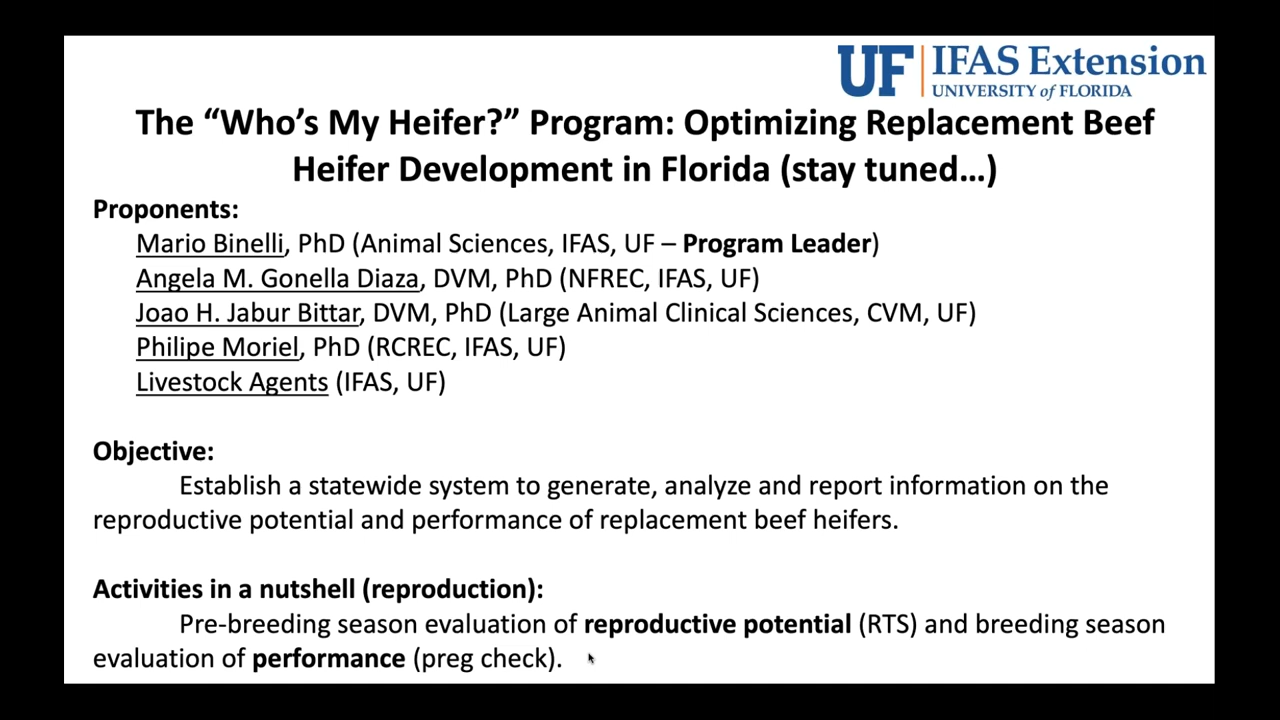 UF IFAS Extension
UNIVERSITY of FLORIDA
The “Who’s My Heifer?” Program: Optimizing Replacement Beef
Heifer Development in Florida (stay tuned…)
Proponents:
Mario Binelli, PhD (Animal Sciences, IFAS, UF – Program Leader)
Angela M. Gonella Diaza, DVM, PhD (NFREC, IFAS, UF)
Joao H. Jabur Bittar, DVM, PhD (Large Animal Clinical Sciences, CVM, UF)
Philipe Moriel, PhD (RCREC, IFAS, UF)
Livestock Agents (IFAS, UF)
Objective:
Establish a statewide system to generate, analyze and report information on the
reproductive potential and performance of replacement beef heifers.
Activities in a nutshell (reproduction):
Pre-breeding season evaluation of reproductive potential (RTS) and breeding season
evaluation of performance (preg check).